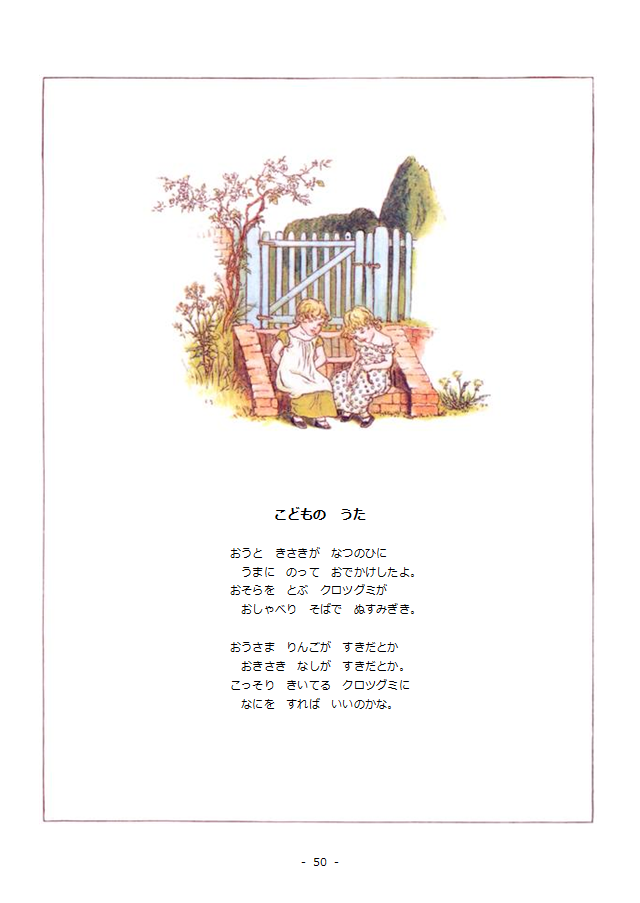 こどもの　うた
おうと　きさきが　なつのひに
うまに　のって　おでかけしたよ。
おそらを　とぶ　クロツグミが
おしゃべり　そばで　ぬすみぎき。
おうさま　りんごが　すきだとか
おきさき　なしが　すきだとか。
こっそり　きいてる　クロツグミに
なにを　すれば　いいのかな。
- 50 -